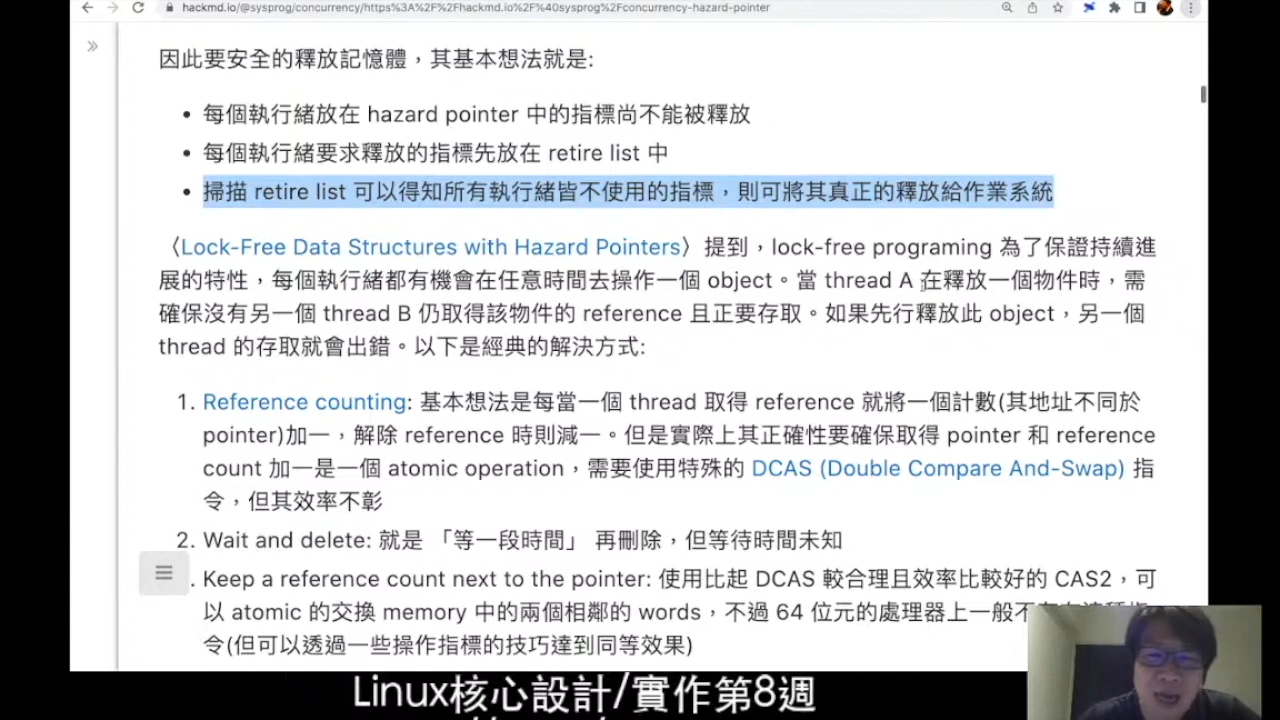 hackmd.io/@sysprog/concurrency/https%3A%2F%2Fhackmd.io%2F%40sysprog%2Fconcurrency-hazard-pointer
因此要安全的釋放記憶體，其基本想法就是:
• 每個執行緒放在 hazard pointer 中的指標尚不能被釋放
• 每個執行緒要求釋放的指標先放在 retire list 中
• 掃描 retire list 可以得知所有執行緒皆不使用的指標，則可將其真正的釋放給作業系統
〈Lock-Free Data Structures with Hazard Pointers〉提到，lock-free programing 為了保證持續進
展的特性，每個執行緒都有機會在任意時間去操作一個 object。當 thread A 在釋放一個物件時，需
確保沒有另一個 thread B 仍取得該物件的 reference 且正要存取。如果先行釋放此 object，另一個
thread 的存取就會出錯。以下是經典的解決方式:
1. Reference counting: 基本想法是每當一個 thread 取得 reference 就將一個計數(其地址不同於
pointer)加一，解除 reference 時則減一。但是實際上其正確性要確保取得 pointer 和 reference
count 加一是一個 atomic operation，需要使用特殊的 DCAS (Double Compare And-Swap) 指
令，但其效率不彰
2. Wait and delete: 就是 「等一段時間」 再刪除，但等待時間未知
. Keep a reference count next to the pointer: 使用比起 DCAS 較合理且效率比較好的 CAS2，可
以 atomic 的交換 memory 中的兩個相鄰的 words，不過 64 位元的處理器上一般不
令(但可以透過一些操作指標的技巧達到同等效果)
Linux核心設計/實作第8週